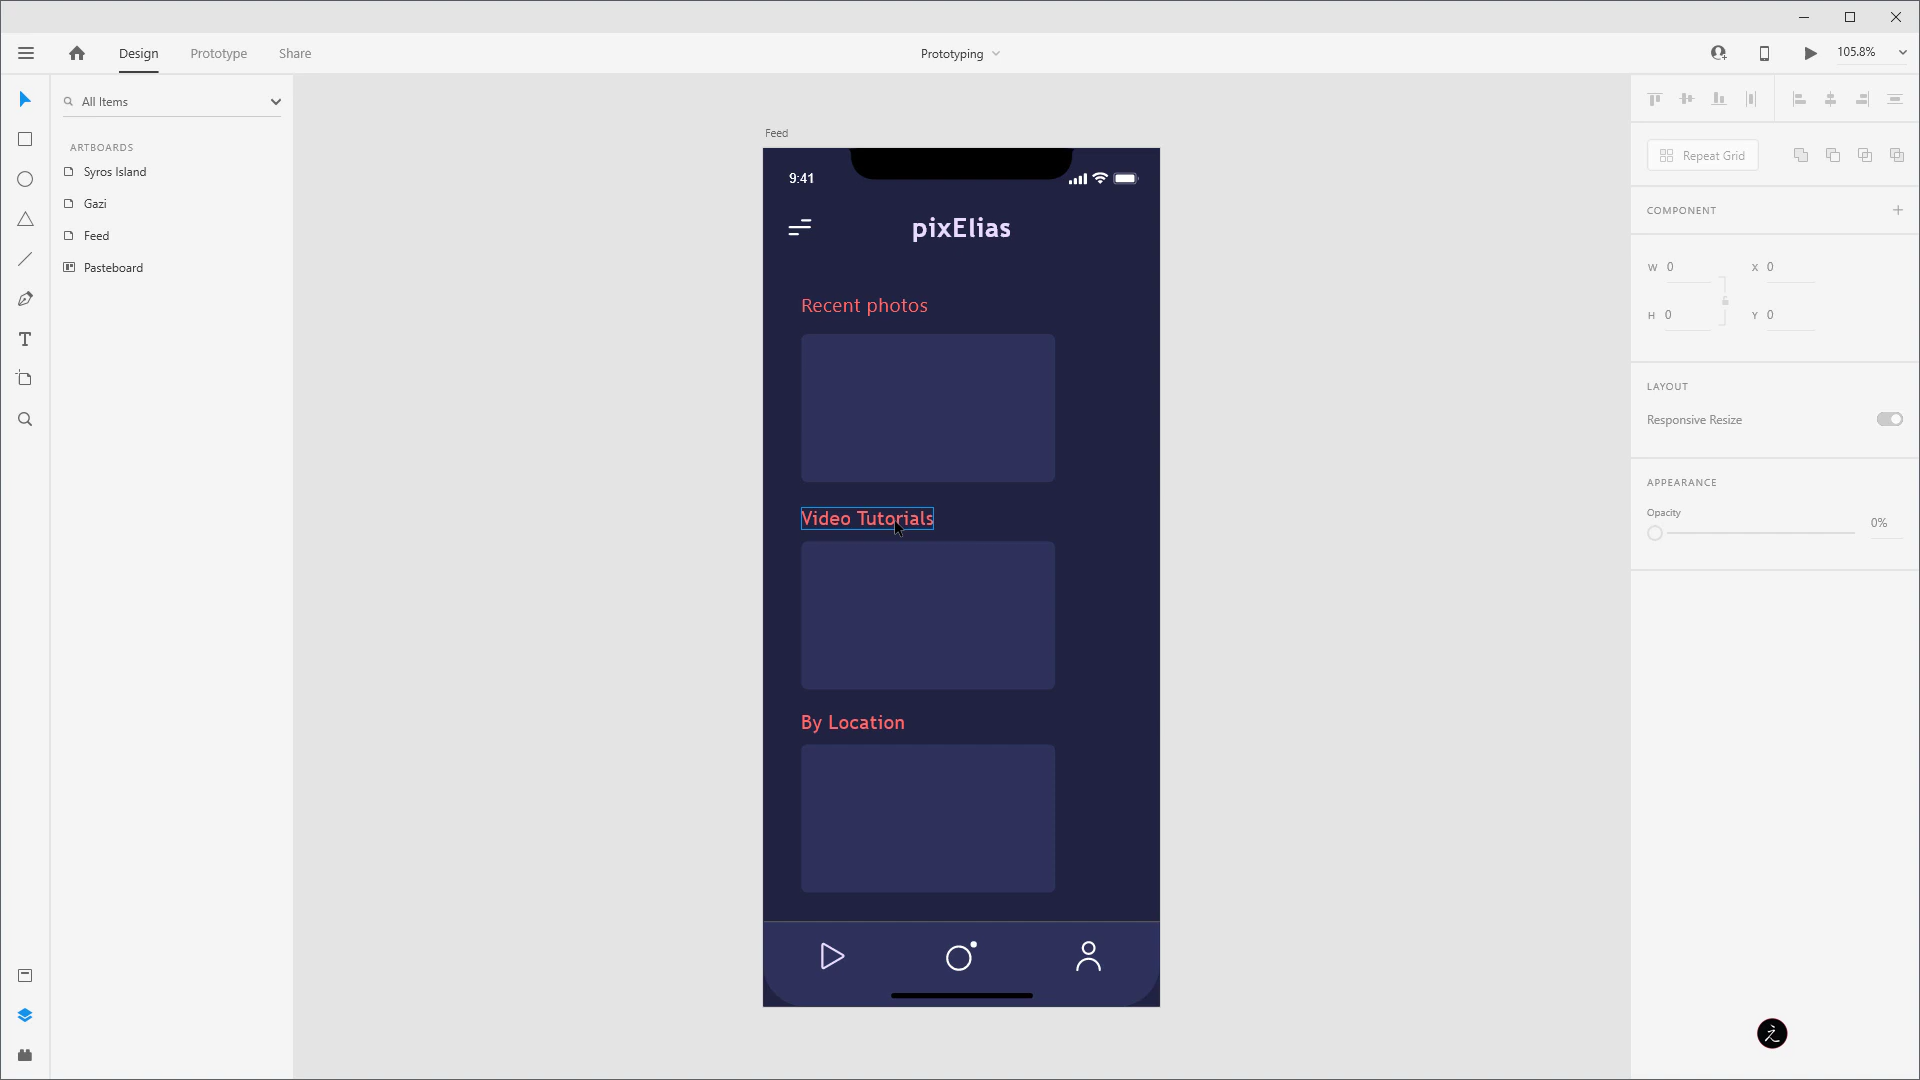 Design Prototype Share Prototyping 105.8%
All Items
ARTBOARDS
Syros Island
Gazi
Feed
Pasteboard
Feed
9:41
pixElias
Recent photos
Video Tutorials
By Location
Repeat Grid
COMPONENT
W 0 X 0
H 0 Y 0
LAYOUT
Responsive Resize
APPEARANCE
Opacity
0%
え